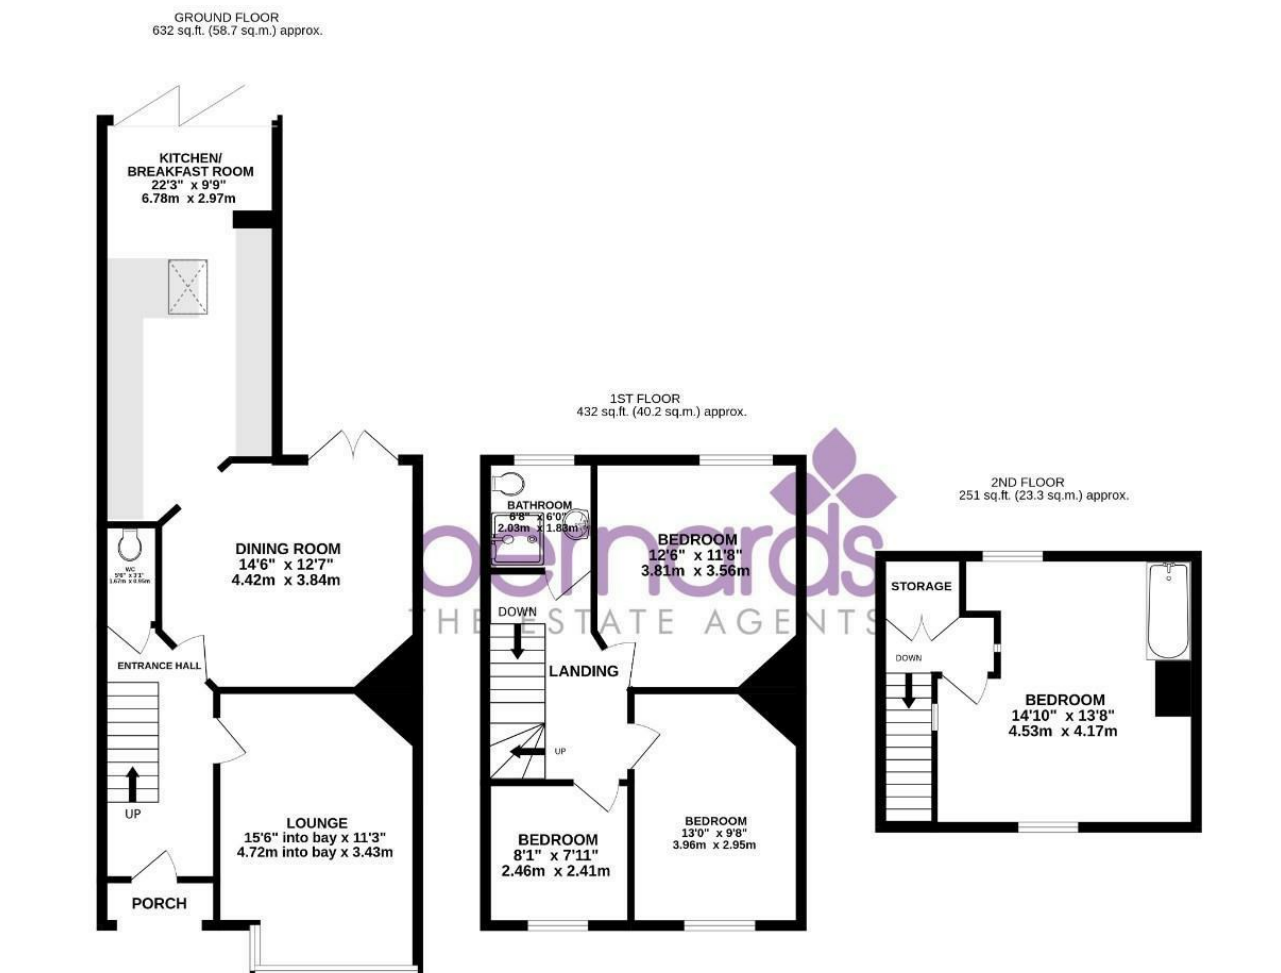 GROUND FLOOR
632 sq.ft. (58.7 sq.m.) approx.
KITCHEN/
BREAKFAST ROOM
22'3" x 9'9"
6.78m x 2.97m
DINING ROOM
14'6" x 12'7"
4.42m x 3.84m
WC
ENTRANCE HALL
UP
LOUNGE
15'6" into bay x 11'3"
4.72m into bay x 3.43m
PORCH
1ST FLOOR
432 sq.ft. (40.2 sq.m.) approx.
BATHROOM
6'8" x 6'0"
2.03m x 1.83m
BEDROOM
12'6" x 11'8"
3.81m x 3.56m
bernards
THE ESTATE AGENTS
DOWN
LANDING
UP
BEDROOM
8'1" x 7'11"
2.46m x 2.41m
BEDROOM
13'0" x 9'8"
3.96m x 2.95m
2ND FLOOR
251 sq.ft. (23.3 sq.m.) approx.
STORAGE
DOWN
BEDROOM
14'10" x 13'8"
4.53m x 4.17m